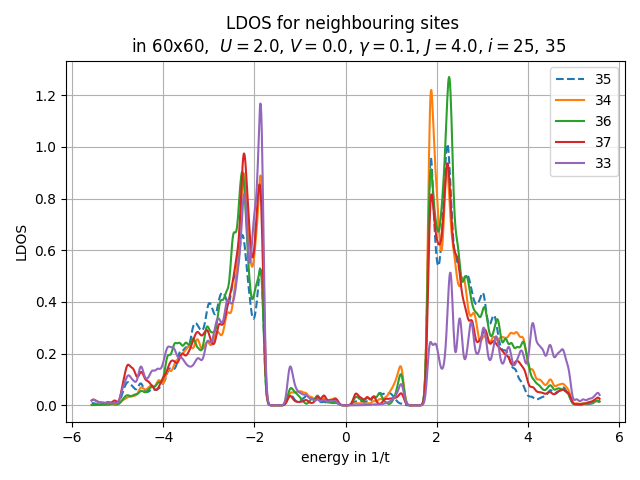 LDOS for neighbouring sites
in 60x60, U = 2.0, V = 0.0, γ = 0.1, J = 4.0, i = 25, 35
35
34
36
37
33
LDOS
1.2
1.0
0.8
0.6
0.4
0.2
0.0
−6 −4 −2 0 2 4 6
energy in 1/t